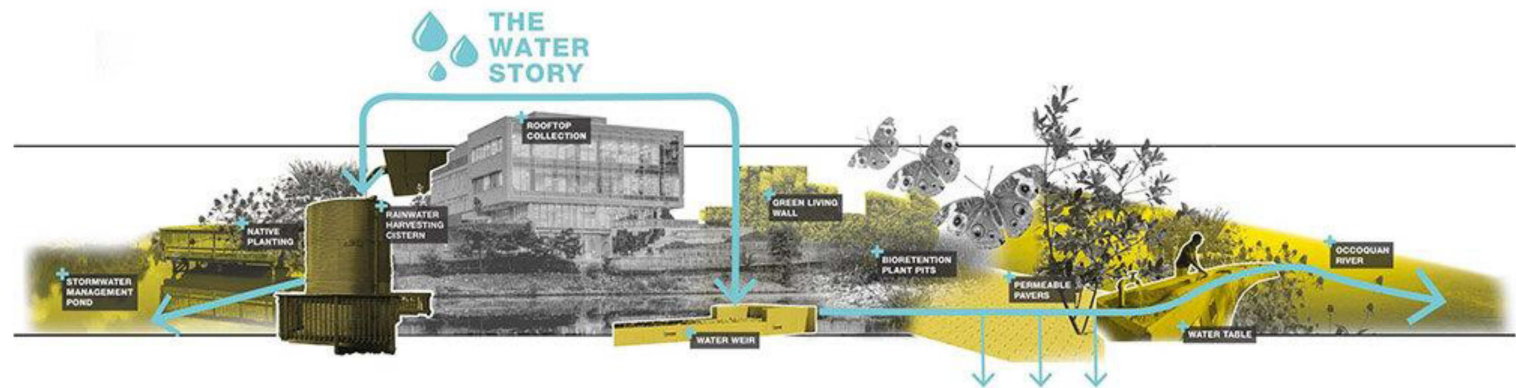 THE
WATER
STORY
ROOFTOP
COLLECTION
RAINWATER
HARVESTING
CISTERN
NATIVE
PLANTING
STORMWATER
MANAGEMENT
POND
GREEN LIVING
WALL
BIORETENTION
PLANT PITS
PERMEABLE
PAVERS
OCCOQUAN
RIVER
WATER WEIR
WATER TABLE